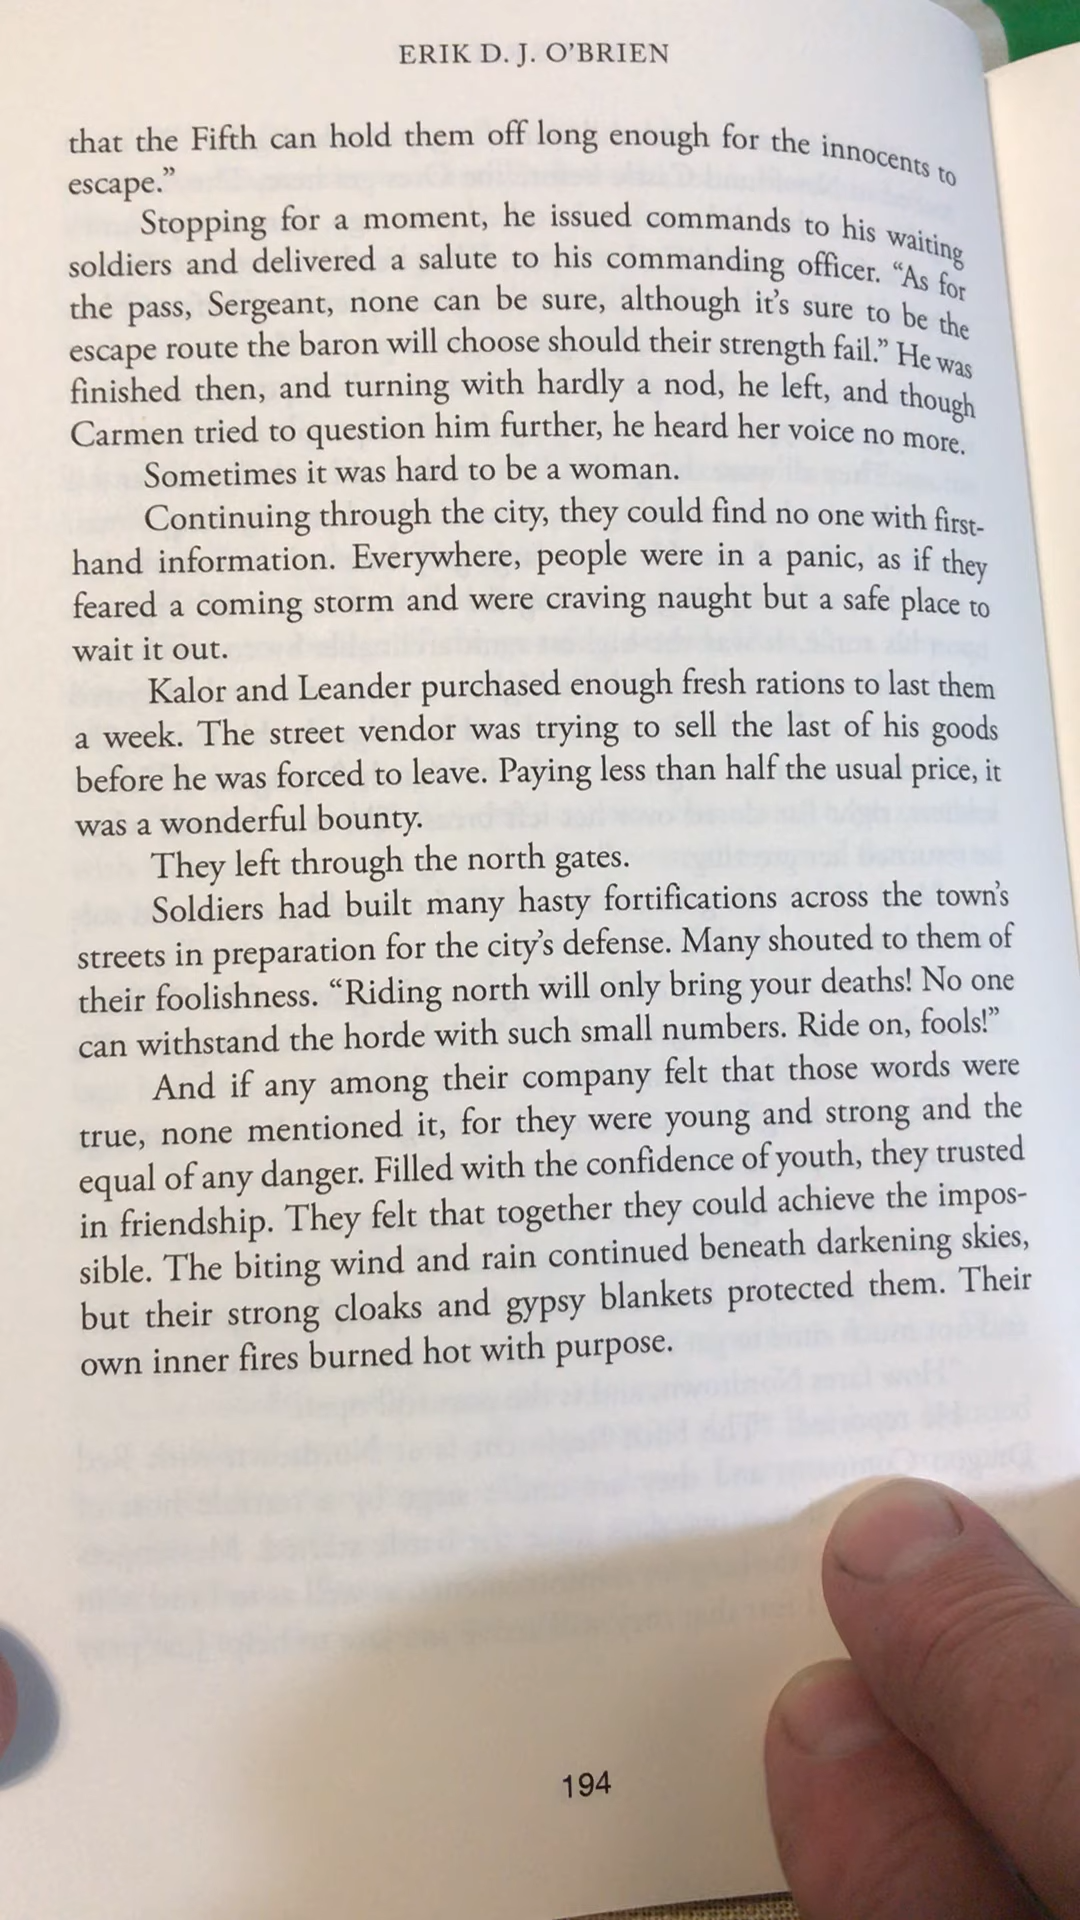 ERIK D. J. O’BRIEN
that the Fifth can hold them off long enough for the innocents to
escape.”
Stopping for a moment, he issued commands to his waiting
soldiers and delivered a salute to his commanding officer. “As for
the pass, Sergeant, none can be sure, although it’s sure to be the
escape route the baron will choose should their strength fail.” He was
finished then, and turning with hardly a nod, he left, and though
Carmen tried to question him further, he heard her voice no more.
Sometimes it was hard to be a woman.
Continuing through the city, they could find no one with first-
hand information. Everywhere, people were in a panic, as if they
feared a coming storm and were craving naught but a safe place to
wait it out.
Kalor and Leander purchased enough fresh rations to last them
a week. The street vendor was trying to sell the last of his goods
before he was forced to leave. Paying less than half the usual price, it
was a wonderful bounty.
They left through the north gates.
Soldiers had built many hasty fortifications across the town’s
streets in preparation for the city’s defense. Many shouted to them of
their foolishness. “Riding north will only bring your deaths! No one
can withstand the horde with such small numbers. Ride on, fools!”
And if any among their company felt that those words were
true, none mentioned it, for they were young and strong and the
equal of any danger. Filled with the confidence of youth, they trusted
in friendship. They felt that together they could achieve the impos-
sible. The biting wind and rain continued beneath darkening skies,
but their strong cloaks and gypsy blankets protected them. Their
own inner fires burned hot with purpose.
194